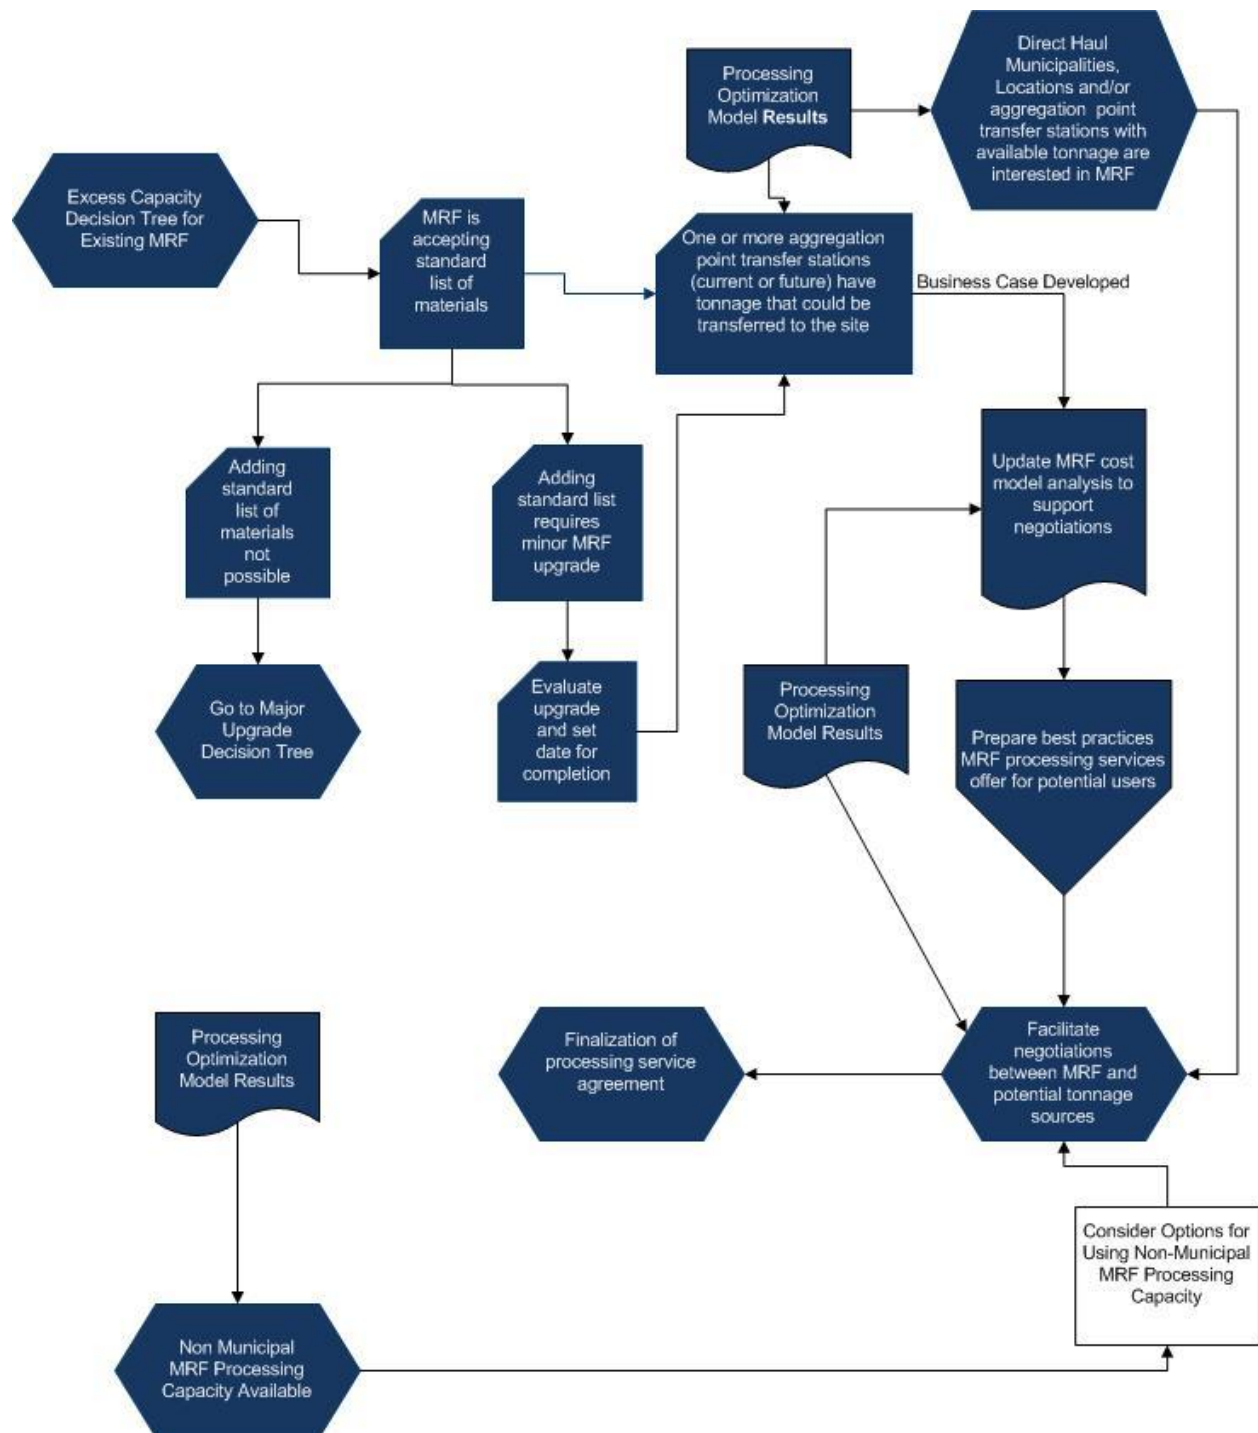 Direct Haul
Municipalities,
Locations and/or
aggregation point
transfer stations with
available tonnage are
interested in MRF
Processing
Optimization
Model Results
Excess Capacity
Decision Tree for
Existing MRF
MRF is
accepting
standard
list of
materials
One or more aggregation
point transfer stations
(current or future) have
tonnage that could be
transferred to the site
Business Case Developed
Adding
standard
list of
materials
not
possible
Adding
standard list
requires
minor MRF
upgrade
Update MRF cost
model analysis to
support
negotiations
Go to Major
Upgrade
Decision Tree
Evaluate
upgrade
and set
date for
completion
Processing
Optimization
Model Results
Prepare best practices
MRF processing services
offer for potential users
Processing
Optimization
Model Results
Finalization of
processing service
agreement
Facilitate
negotiations
between MRF and
potential tonnage
sources
Consider Options for
Using Non-Municipal
MRF Processing
Capacity
Non Municipal
MRF Processing
Capacity Available